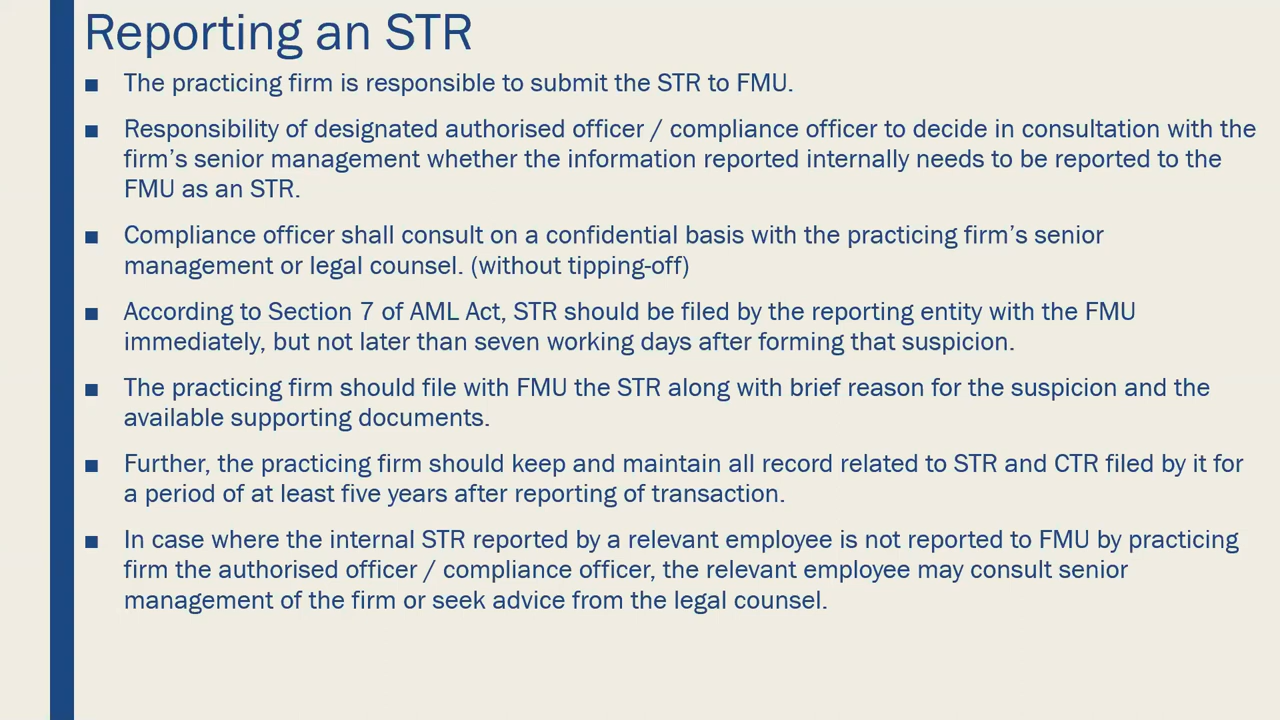 Reporting an STR
■ The practicing firm is responsible to submit the STR to FMU.
■ Responsibility of designated authorised officer / compliance officer to decide in consultation with the
firm's senior management whether the information reported internally needs to be reported to the
FMU as an STR.
■ Compliance officer shall consult on a confidential basis with the practicing firm's senior
management or legal counsel. (without tipping-off)
■ According to Section 7 of AML Act, STR should be filed by the reporting entity with the FMU
immediately, but not later than seven working days after forming that suspicion.
■ The practicing firm should file with FMU the STR along with brief reason for the suspicion and the
available supporting documents.
■ Further, the practicing firm should keep and maintain all record related to STR and CTR filed by it for
a period of at least five years after reporting of transaction.
■ In case where the internal STR reported by a relevant employee is not reported to FMU by practicing
firm the authorised officer / compliance officer, the relevant employee may consult senior
management of the firm or seek advice from the legal counsel.